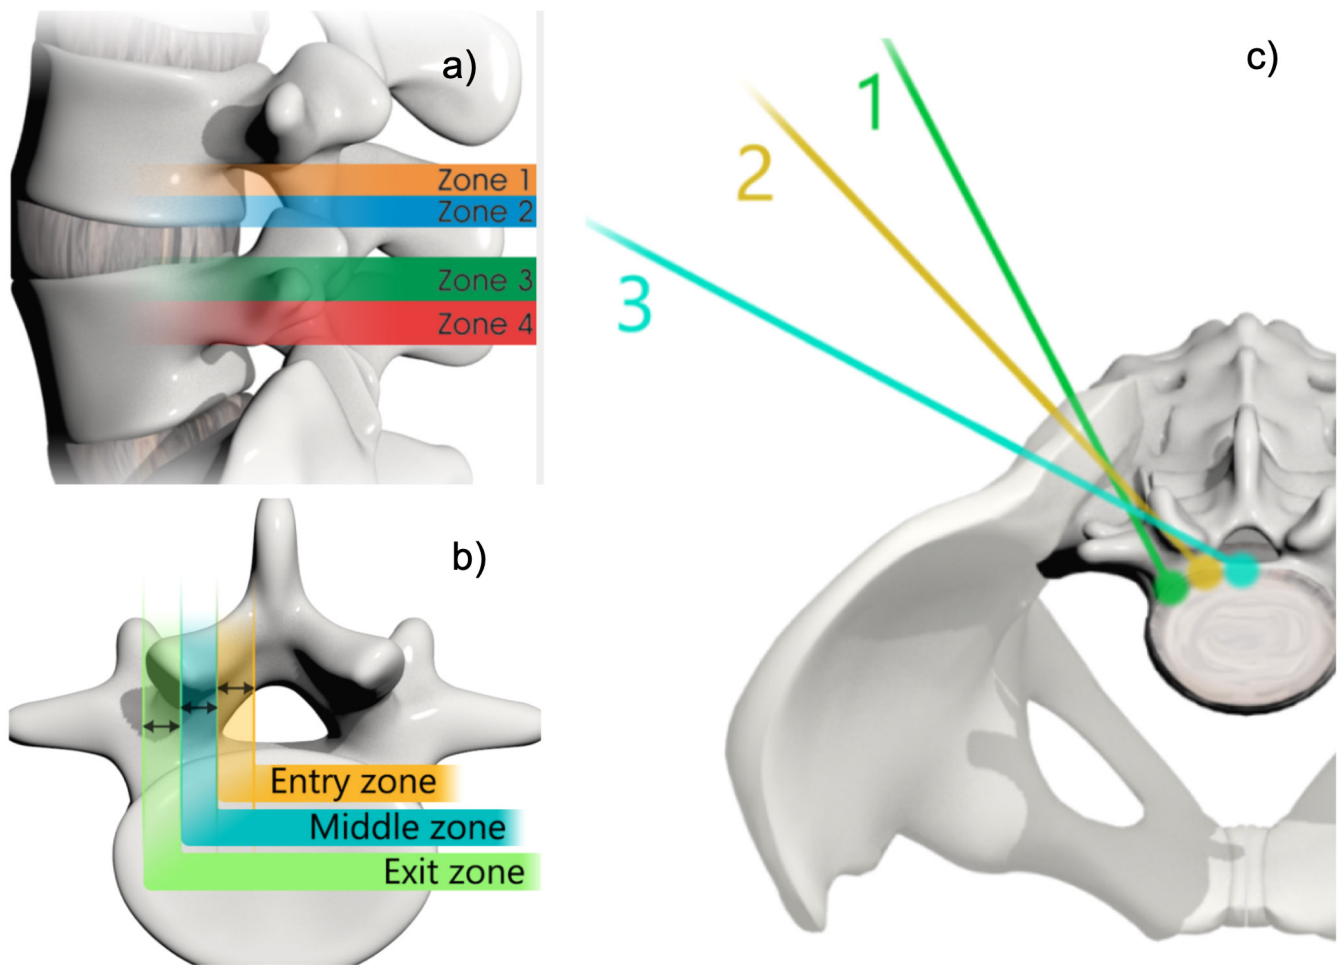 a)
Zone 1
Zone 2
Zone 3
Zone 4
b)
Entry zone
Middle zone
Exit zone
c)
1
2
3